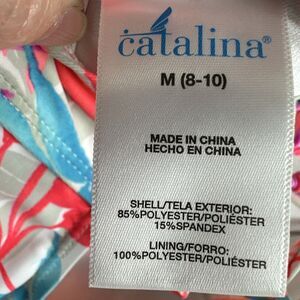 catalina®
M (8-10)
MADE IN CHINA
HECHO EN CHINA
SHELL/TELA EXTERIOR:
85%POLYESTER/POLIÉSTER
15%SPANDEX
LINING/FORRO:
100%POLYESTER/POLIÉSTER